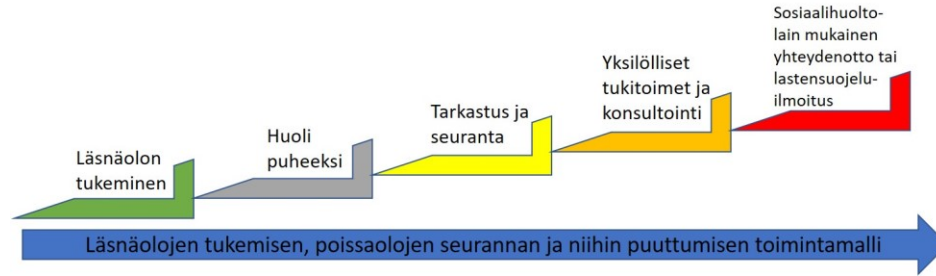 Läsnäolon
tukeminen
Huoli
puheeksi
Tarkastus ja
seuranta
Yksilölliset
tukitoimet ja
konsultointi
Sosiaalihuolto-
lain mukainen
yhteydenotto tai
lastensuojelu-
ilmoitus
Läsnäolojen tukemisen, poissaolojen seurannan ja niihin puuttumisen toimintamalli